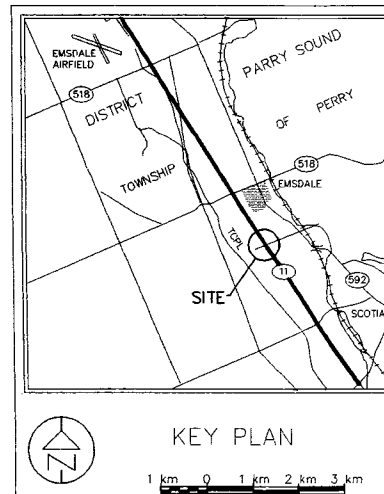 EMSDALE
AIRFIELD
PARRY SOUND
518
DISTRICT
OF PERRY
TOWNSHIP
518
EMSDALE
TCPL
11
592
SITE
SCOTIA
N
KEY PLAN
1 km 0 1 km 2 km 3 km